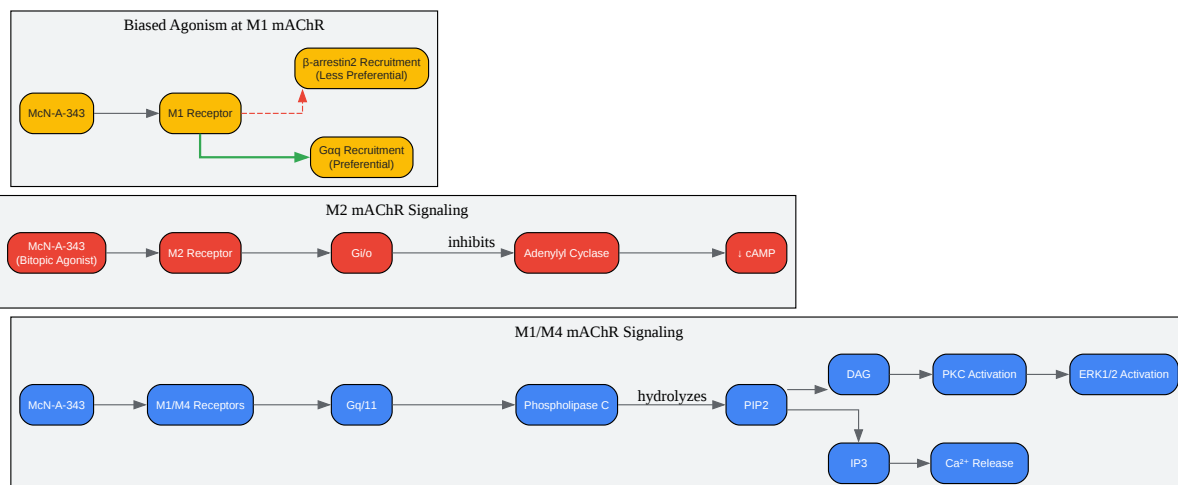 Biased Agonism at M1 mAChR
β-arrestin2 Recruitment
(Less Preferential)
McN-A-343
M1 Receptor
Gαq Recruitment
(Preferential)
M2 mAChR Signaling
McN-A-343
(Bitopic Agonist)
M2 Receptor
Gi/o
inhibits
Adenylyl Cyclase
↓ cAMP
M1/M4 mAChR Signaling
DAG
PKC Activation
ERK1/2 Activation
McN-A-343
M1/M4 Receptors
Gq/11
Phospholipase C
hydrolyzes
PIP2
IP3
Ca²⁺ Release